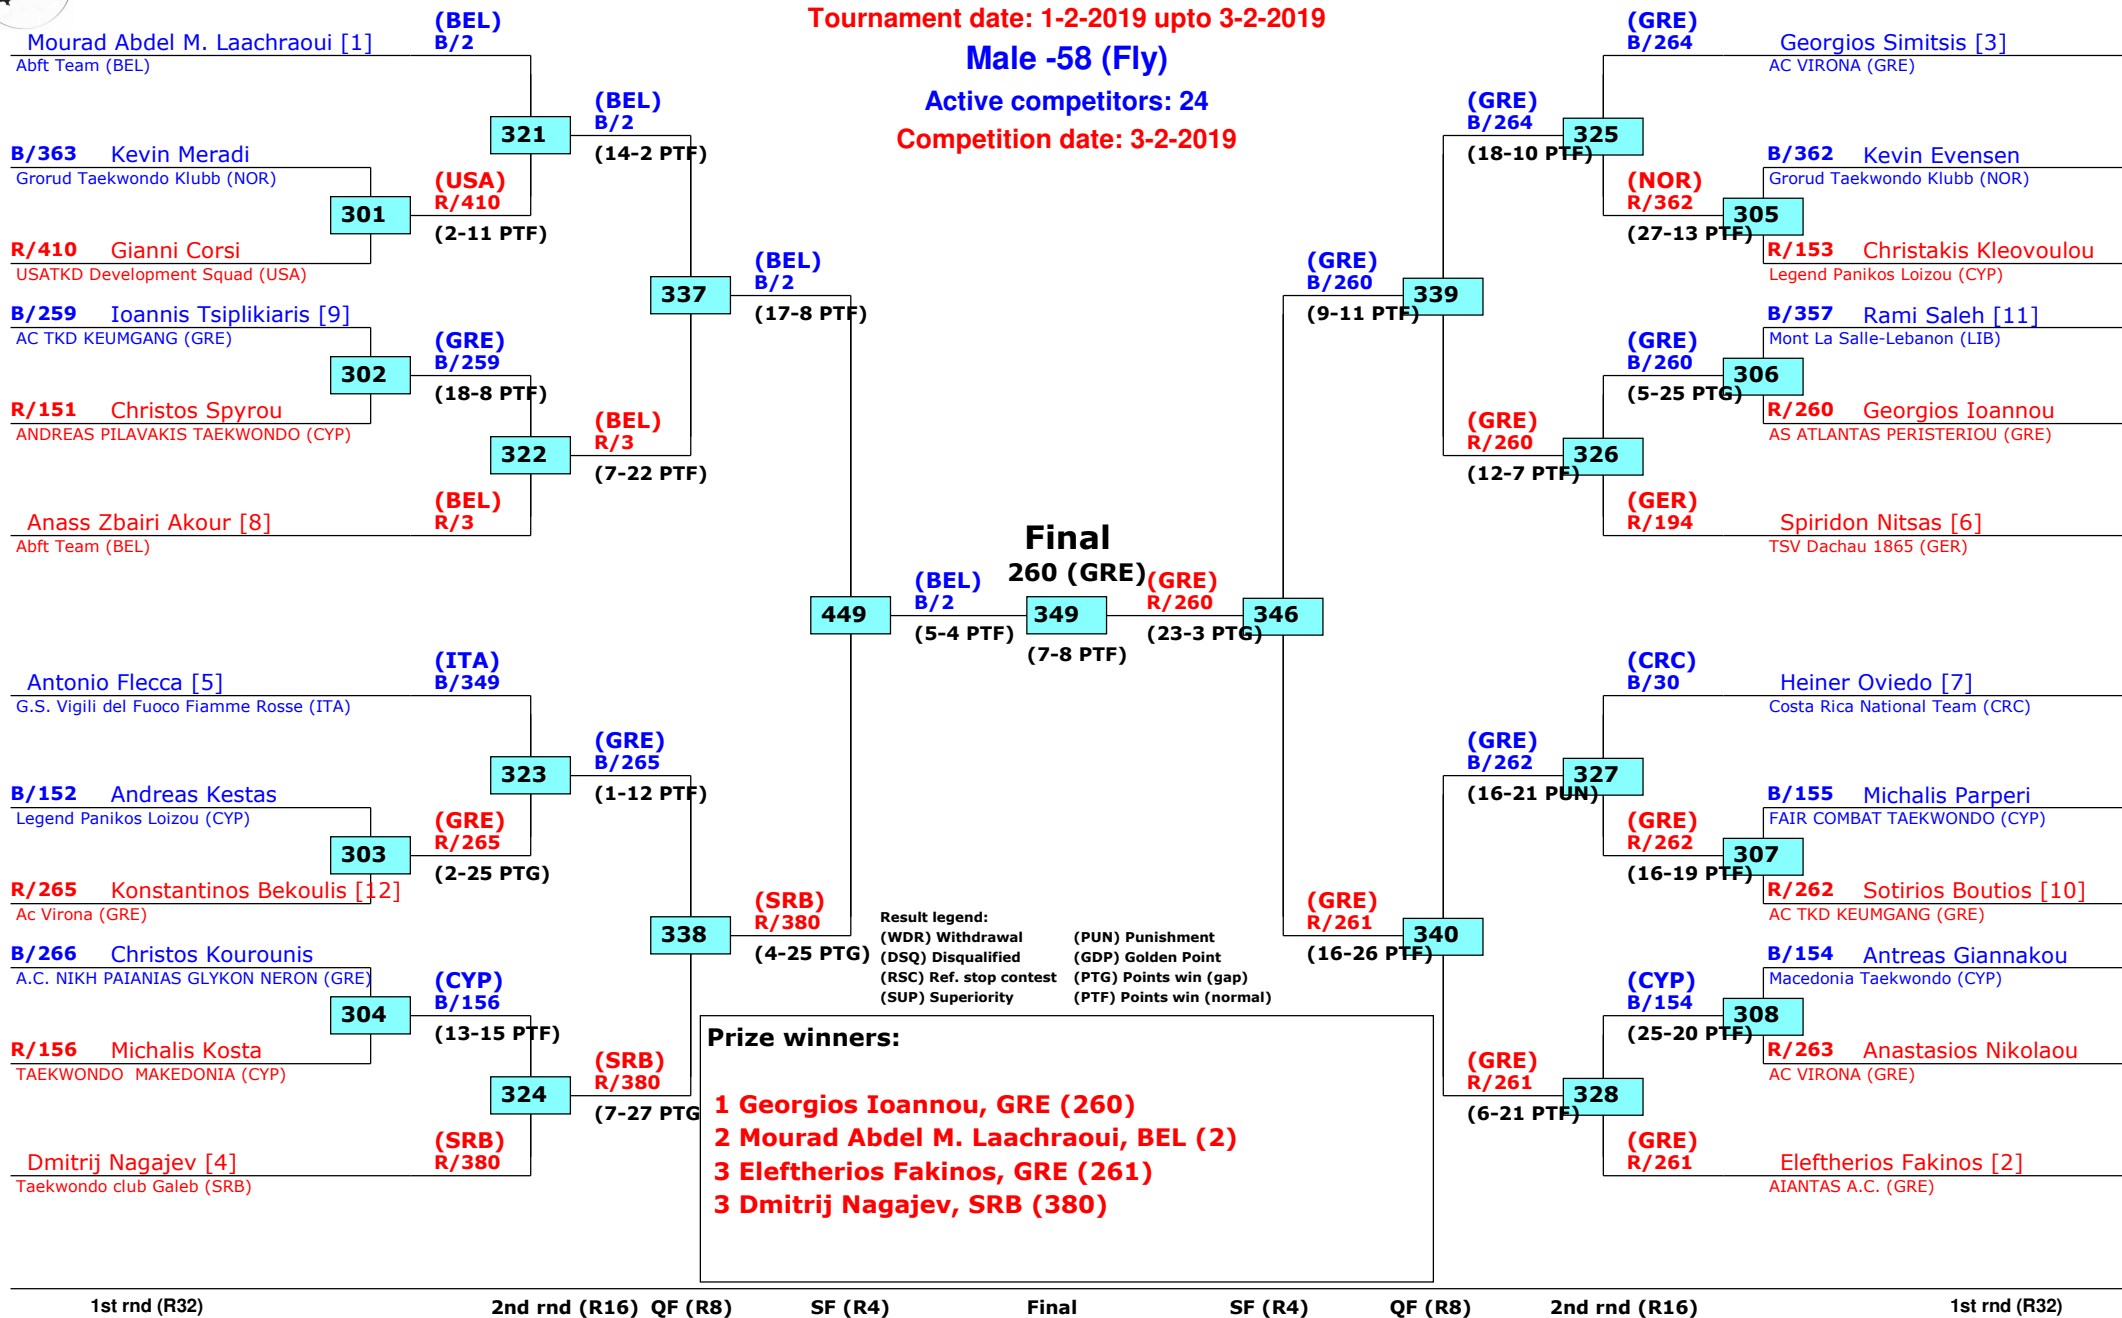 Tournament date: 1-2-2019 upto 3-2-2019
Male -58 (Fly)
Active competitors: 24
Competition date: 3-2-2019
Mourad Abdel M. Laachraoui [1]
Abft Team (BEL)
(BEL)
B/2
B/363 Kevin Meradi
Grorud Taekwondo Klubb (NOR)
301
R/410 Gianni Corsi
USATKD Development Squad (USA)
(USA)
R/410
(2-11 PTF)
321
(BEL)
B/2
(14-2 PTF)
B/259 Ioannis Tsiplikiaris [9]
AC TKD KEUMGANG (GRE)
302
R/151 Christos Spyrou
ANDREAS PILAVAKIS TAEKWONDO (CYP)
(GRE)
B/259
(18-8 PTF)
322
(BEL)
R/3
(7-22 PTF)
Anass Zbairi Akour [8]
Abft Team (BEL)
(BEL)
R/3
337
(BEL)
B/2
(17-8 PTF)
Antonio Flecca [5]
G.S. Vigili del Fuoco Fiamme Rosse (ITA)
(ITA)
B/349
B/152 Andreas Kestas
Legend Panikos Loizou (CYP)
303
R/265 Konstantinos Bekoulis [12]
Ac Virona (GRE)
(GRE)
R/265
(2-25 PTG)
323
(GRE)
B/265
(1-12 PTF)
B/266 Christos Kourounis
A.C. NIKH PAIANIAS GLYKON NERON (GRE)
304
R/156 Michalis Kosta
TAEKWONDO MAKEDONIA (CYP)
(CYP)
B/156
(13-15 PTF)
324
(SRB)
R/380
(7-27 PTG
Dmitrij Nagajev [4]
Taekwondo club Galeb (SRB)
(SRB)
R/380
338
(SRB)
R/380
(4-25 PTG)
449
(BEL)
B/2
(5-4 PTF)
Final
260 (GRE)
349
(7-8 PTF)
(GRE)
R/260
(23-3 PTG)
346
(GRE)
B/264
Georgios Simitsis [3]
AC VIRONA (GRE)
B/362 Kevin Evensen
Grorud Taekwondo Klubb (NOR)
305
R/153 Christakis Kleovoulou
Legend Panikos Loizou (CYP)
(NOR)
R/362
(27-13 PTF)
325
(GRE)
B/264
(18-10 PTF)
B/357 Rami Saleh [11]
Mont La Salle-Lebanon (LIB)
306
R/260 Georgios Ioannou
AS ATLANTAS PERISTERIOU (GRE)
(GRE)
B/260
(5-25 PTG)
326
(GRE)
R/260
(12-7 PTF)
(GER)
R/194
Spiridon Nitsas [6]
TSV Dachau 1865 (GER)
339
(GRE)
B/260
(9-11 PTF)
(CRC)
B/30
Heiner Oviedo [7]
Costa Rica National Team (CRC)
B/155 Michalis Parperi
FAIR COMBAT TAEKWONDO (CYP)
307
R/262 Sotirios Boutios [10]
AC TKD KEUMGANG (GRE)
(GRE)
R/262
(16-19 PTF)
327
(GRE)
B/262
(16-21 PUN)
B/154 Antreas Giannakou
Macedonia Taekwondo (CYP)
308
R/263 Anastasios Nikolaou
AC VIRONA (GRE)
(CYP)
B/154
(25-20 PTF)
328
(GRE)
R/261
(6-21 PTF)
(GRE)
R/261
Eleftherios Fakinos [2]
AIANTAS A.C. (GRE)
340
(GRE)
R/261
(16-26 PTF)
Result legend:
(WDR) Withdrawal (PUN) Punishment
(DSQ) Disqualified (GDP) Golden Point
(RSC) Ref. stop contest (PTG) Points win (gap)
(SUP) Superiority (PTF) Points win (normal)
Prize winners:
1 Georgios Ioannou, GRE (260)
2 Mourad Abdel M. Laachraoui, BEL (2)
3 Eleftherios Fakinos, GRE (261)
3 Dmitrij Nagajev, SRB (380)
1st rnd (R32) 2nd rnd (R16) QF (R8) SF (R4) Final SF (R4) QF (R8) 2nd rnd (R16) 1st rnd (R32)